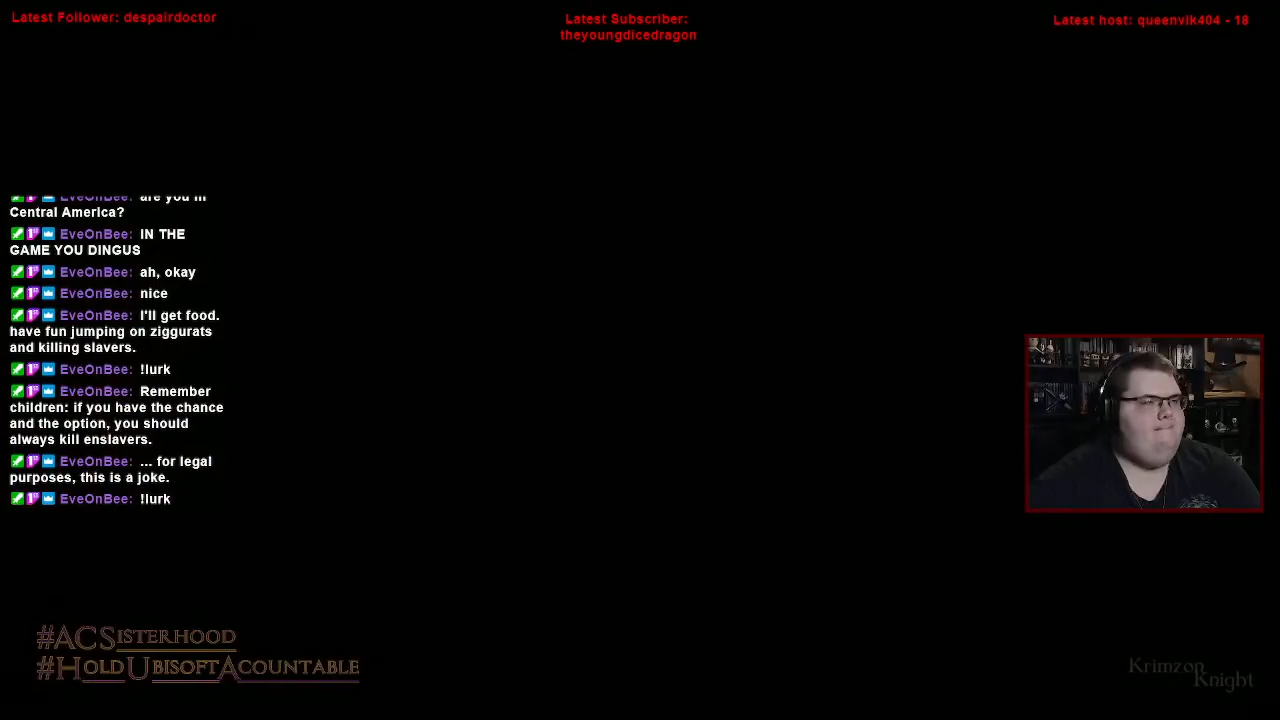 Latest Follower: despairdoctor
Latest Subscriber:
theyoungdicedragon
Latest host: queenvik404 - 18
EveOnBee: are you in
Central America?
EveOnBee: IN THE
GAME YOU DINGUS
EveOnBee: ah, okay
EveOnBee: nice
EveOnBee: I'll get food.
have fun jumping on ziggurats
and killing slavers.
EveOnBee: !lurk
EveOnBee: Remember
children: if you have the chance
and the option, you should
always kill enslavers.
EveOnBee: ... for legal
purposes, this is a joke.
EveOnBee: !lurk
#ACSisterhood
#HoldUbisoftAcountable
Krimzon
Knight